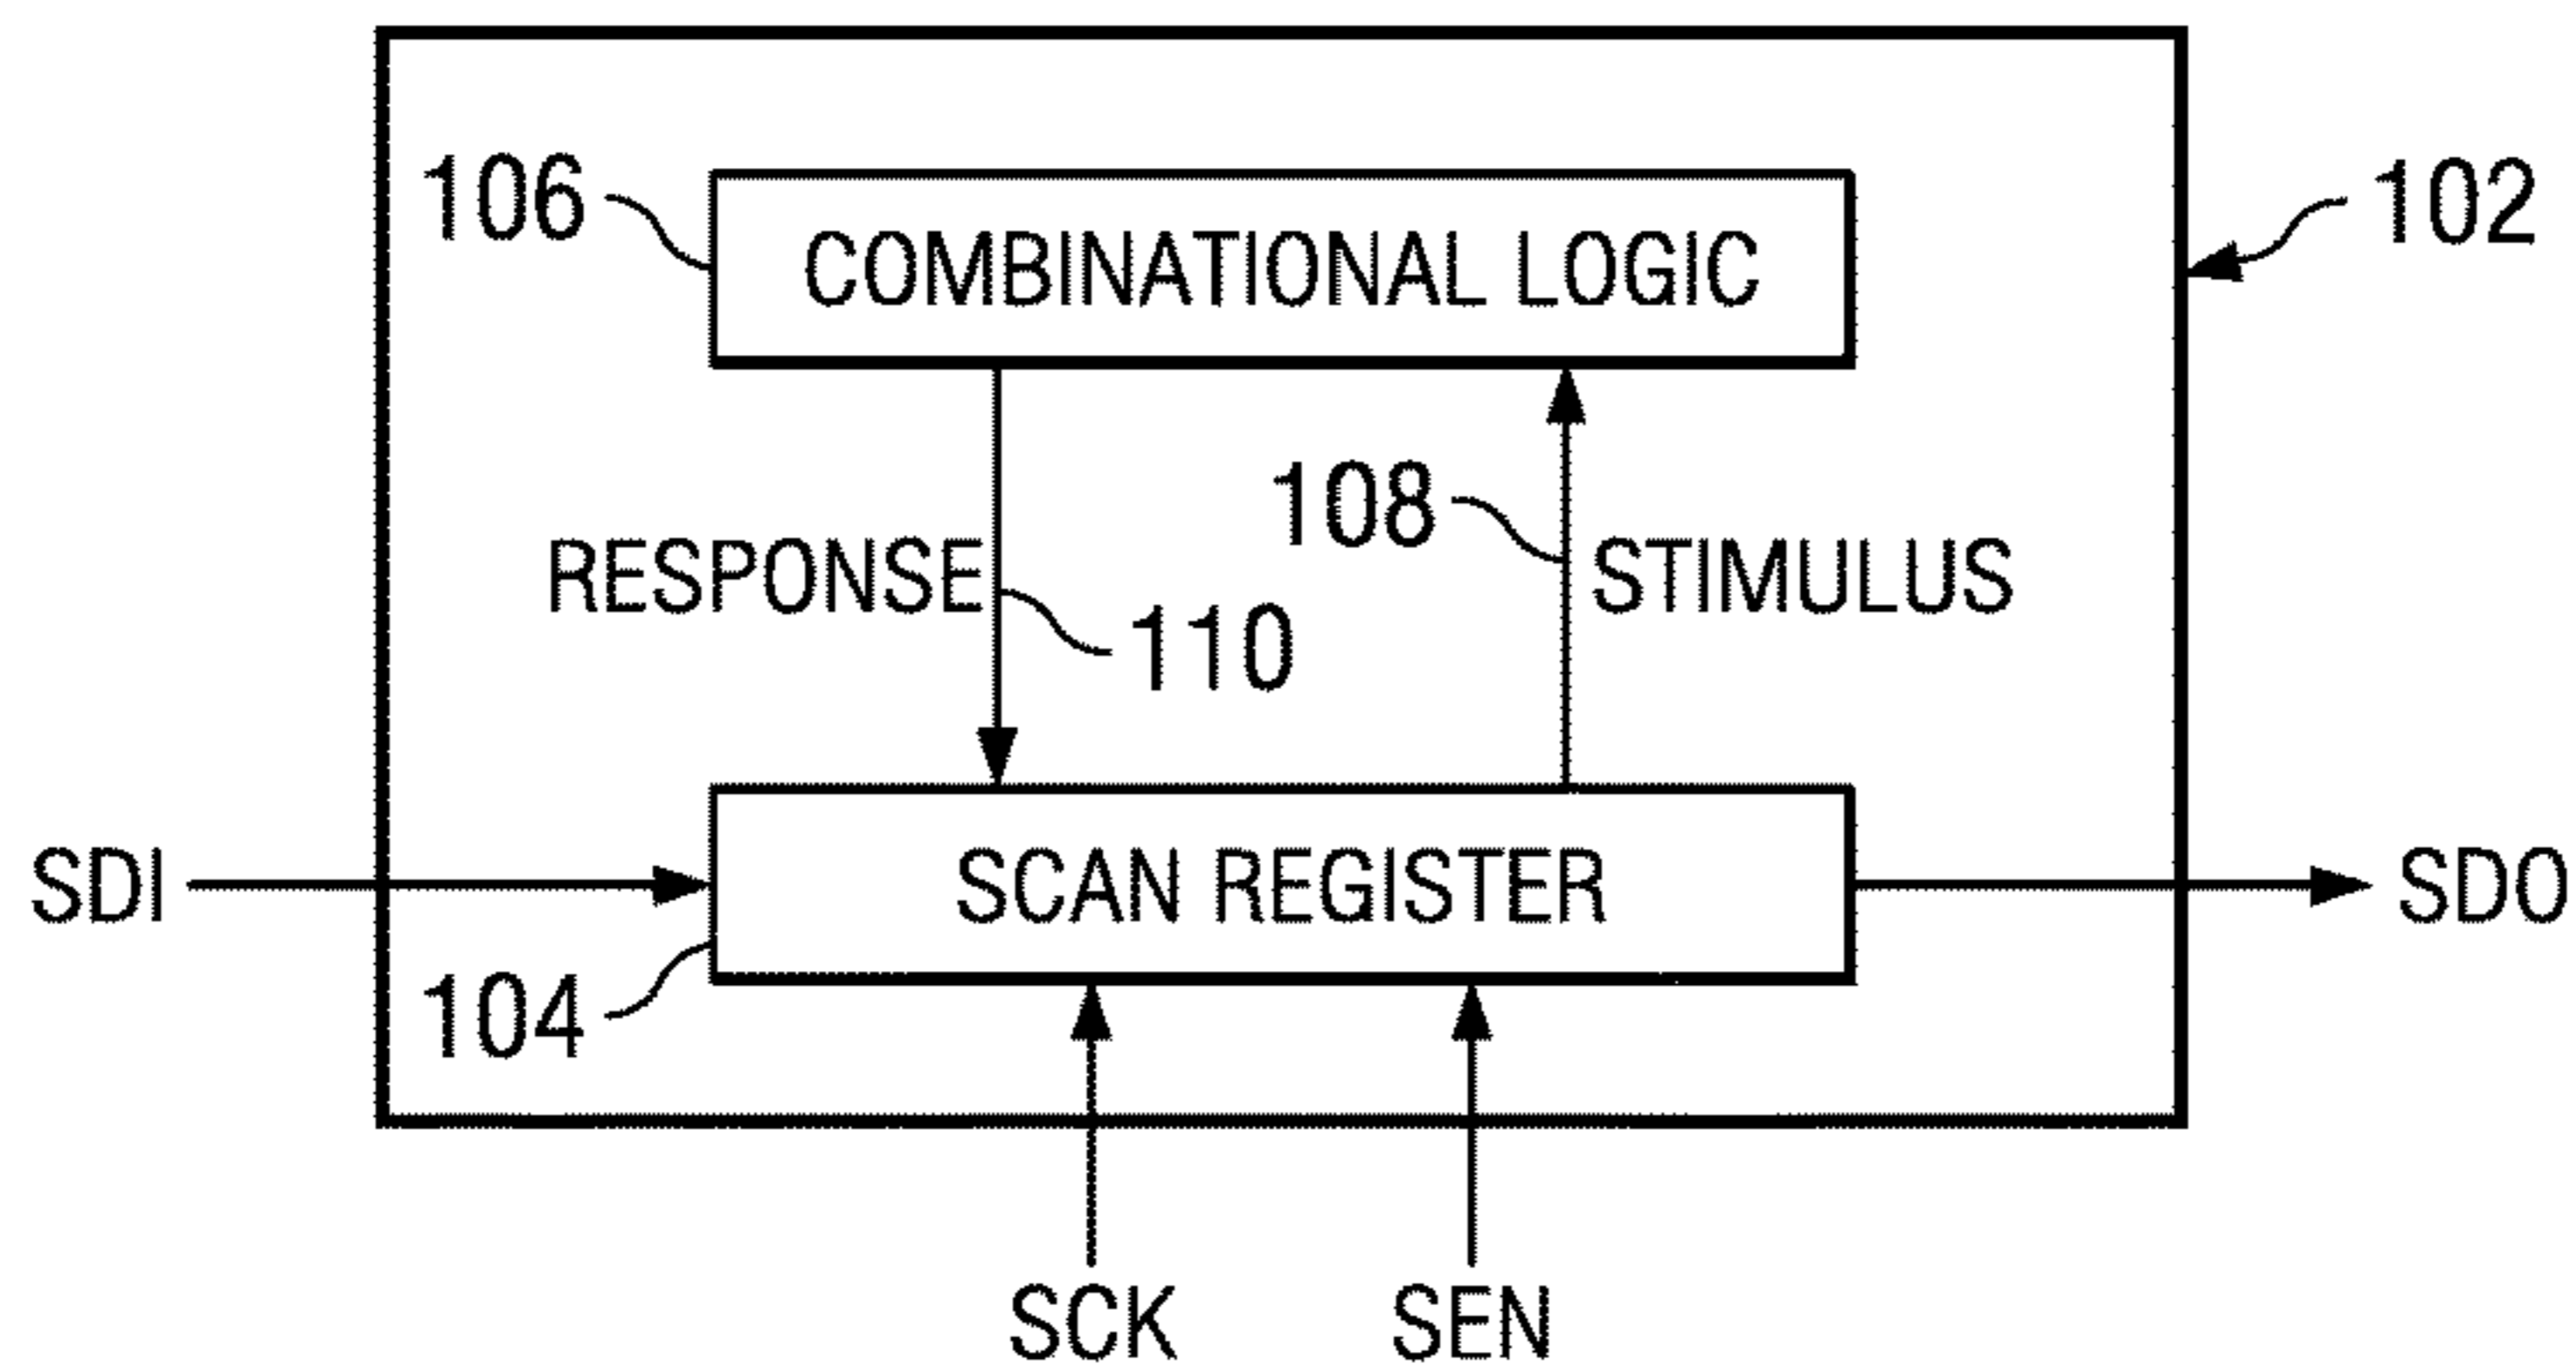 106
COMBINATIONAL LOGIC
102
108
RESPONSE
STIMULUS
110
SDI
SCAN REGISTER
SDO
104
SCK
SEN